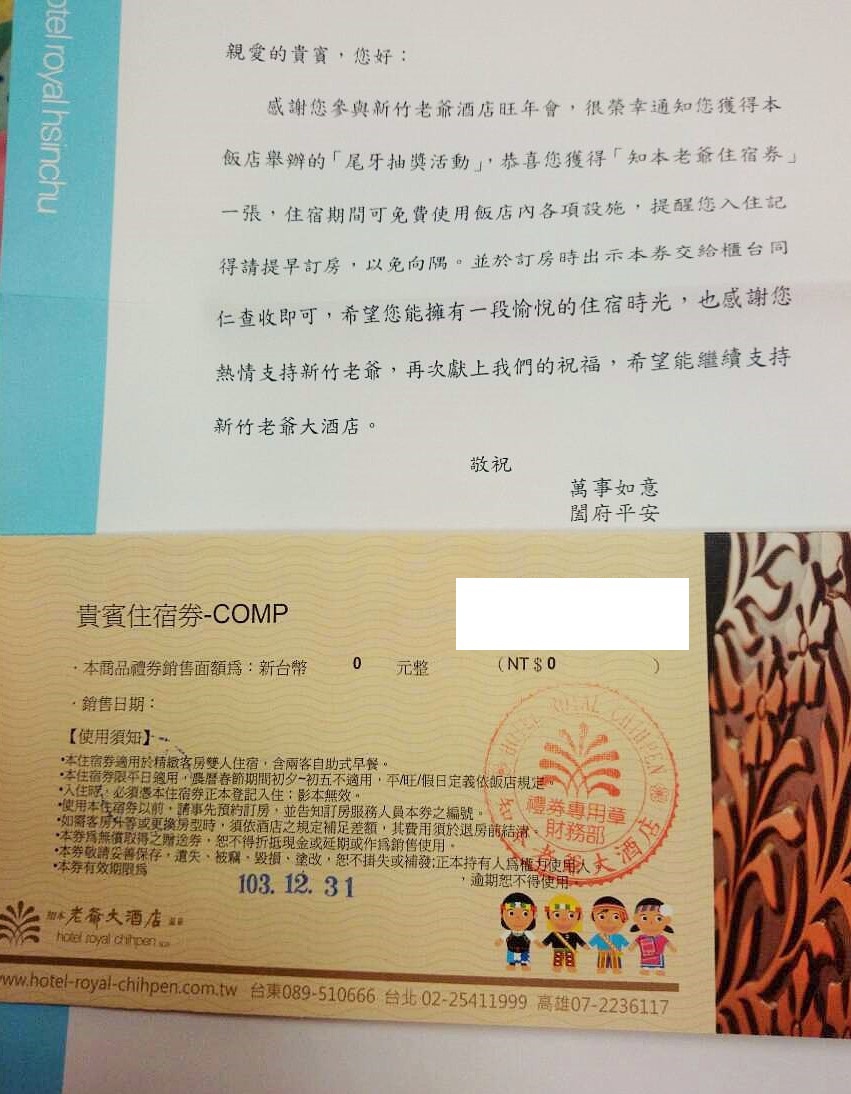 hotel royal hsinchu
親愛的貴賓，您好：
感謝您參與新竹老爺酒店旺年會，很榮幸通知您獲得本
飯店舉辦的「尾牙抽獎活動」，恭喜您獲得「知本老爺住宿券」
一張，住宿期間可免費使用飯店內各項設施，提醒您入住記
得請提早訂房，以免向隅。並於訂房時出示本券交給櫃台同
仁查收即可，希望您能擁有一段愉悅的住宿時光，也感謝您
熱情支持新竹老爺，再次獻上我們的祝福，希望能繼續支持
新竹老爺大酒店。
敬祝
萬事如意
闔府平安
貴賓住宿券-COMP
．本商品禮券銷售面額為：新台幣 0 元整 （NT＄0 ）
．銷售日期：
【使用須知】
•本住宿券適用於精緻客房雙人住宿，含兩客自助式早餐。
•本住宿券限平日適用，農曆春節期間初夕~初五不適用，平/旺/假日定義依飯店規定。
•入住時，必須憑本住宿券正本登記入住；影本無效。
•使用本住宿券以前，請事先預約訂房，並告知訂房服務人員本券之編號。
•如需客房升等或更換房型時，須依酒店之規定補足差額，其費用須於退房前結清。
•本券為無償取得之贈送券，恕不得折抵現金或延期或作為銷售使用。
•本券敬請妥善保存，遺失、被竊、毀損、塗改，恕不掛失或補發;正本持有人為權力使用人。
•本券有效期限為 103. 12. 31 ，逾期恕不得使用。
HOTEL ROYAL CHIHPEN
禮券專用章
財務部
知本老爺大酒店
知本 老爺大酒店
hotel royal chihpen
www.hotel-royal-chihpen.com.tw 台東089-510666 台北 02-25411999 高雄07-2236117